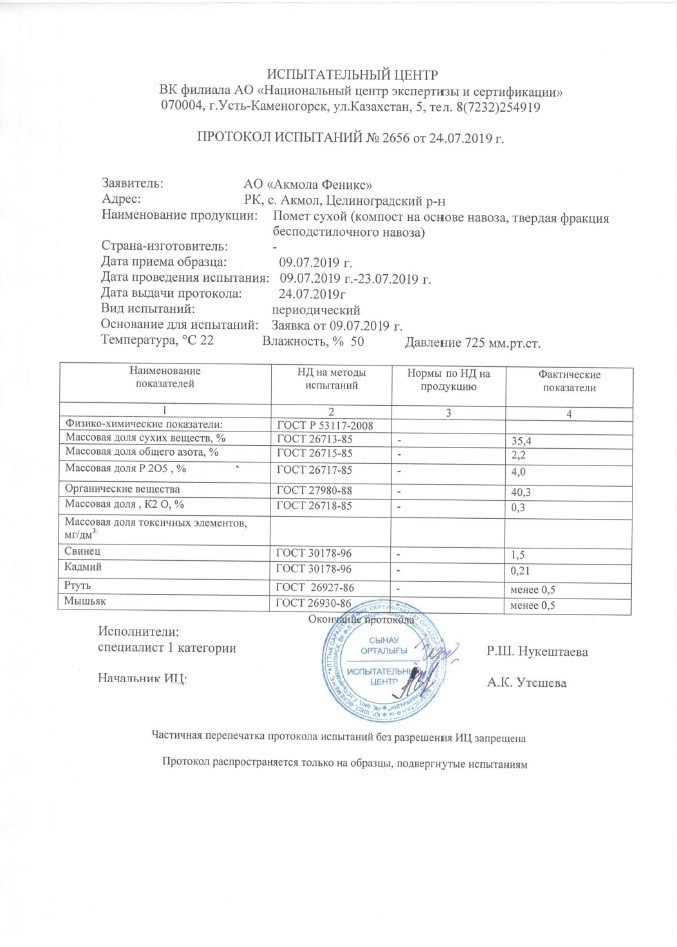 ИСПЫТАТЕЛЬНЫЙ ЦЕНТР
ВК филиала АО «Национальный центр экспертизы и сертификации»
070004, г.Усть-Каменогорск, ул.Казахстан, 5, тел. 8(7232)254919
ПРОТОКОЛ ИСПЫТАНИЙ № 2656 от 24.07.2019 г.
Заявитель: АО «Акмола Феникс»
Адрес: РК, с. Акмол, Целиноградский р-н
Наименование продукции: Помет сухой (компост на основе навоза, твердая фракция
бесподстилочного навоза)
Страна-изготовитель: -
Дата приема образца: 09.07.2019 г.
Дата проведения испытания: 09.07.2019 г.-23.07.2019 г.
Дата выдачи протокола: 24.07.2019г
Вид испытаний: периодический
Основание для испытаний: Заявка от 09.07.2019 г.
Температура, °С 22 Влажность, % 50 Давление 725 мм.рт.ст.
Наименование показателей НД на методы испытаний Нормы по НД на продукцию Фактические показатели
1 2 3 4
Физико-химические показатели: ГОСТ Р 53117-2008
Массовая доля сухих веществ, % ГОСТ 26713-85 - 35,4
Массовая доля общего азота, % ГОСТ 26715-85 - 2,2
Массовая доля Р 2О5 , % ГОСТ 26717-85 - 4,0
Органические вещества ГОСТ 27980-88 - 40,3
Массовая доля , К2 О, % ГОСТ 26718-85 - 0,3
Массовая доля токсичных элементов,
мг/дм³:
Свинец ГОСТ 30178-96 - 1,5
Кадмий ГОСТ 30178-96 - 0,21
Ртуть ГОСТ 26927-86 - менее 0,5
Мышьяк ГОСТ 26930-86 менее 0,5
Окончание протокола
Исполнители:
специалист 1 категории Р.Ш. Нукештаева
Начальник ИЦ: А.К. Утешева
СЫНАУ
ОРТАЛЫҒЫ
ИСПЫТАТЕЛЬНЫЙ
ЦЕНТР
Частичная перепечатка протокола испытаний без разрешения ИЦ запрещена
Протокол распространяется только на образцы, подвергнутые испытаниям